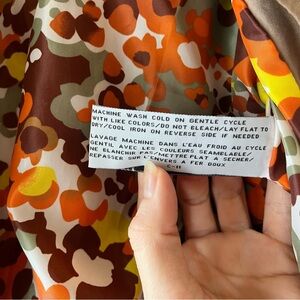 MACHINE WASH COLD ON GENTLE CYCLE
WITH LIKE COLORS/DO NOT BLEACH/LAY FLAT TO
DRY/COOL IRON ON REVERSE SIDE IF NEEDED
LAVAGE MACHINE DANS L'EAU FROID AU CYCLE
GENTIL AVEC LES COULEURS SEAMLABLE/
NE BLANCHIR PAS/METTRE PLAT A SECHER/
REPASSER SUR L'ENVERS A FER DOUX